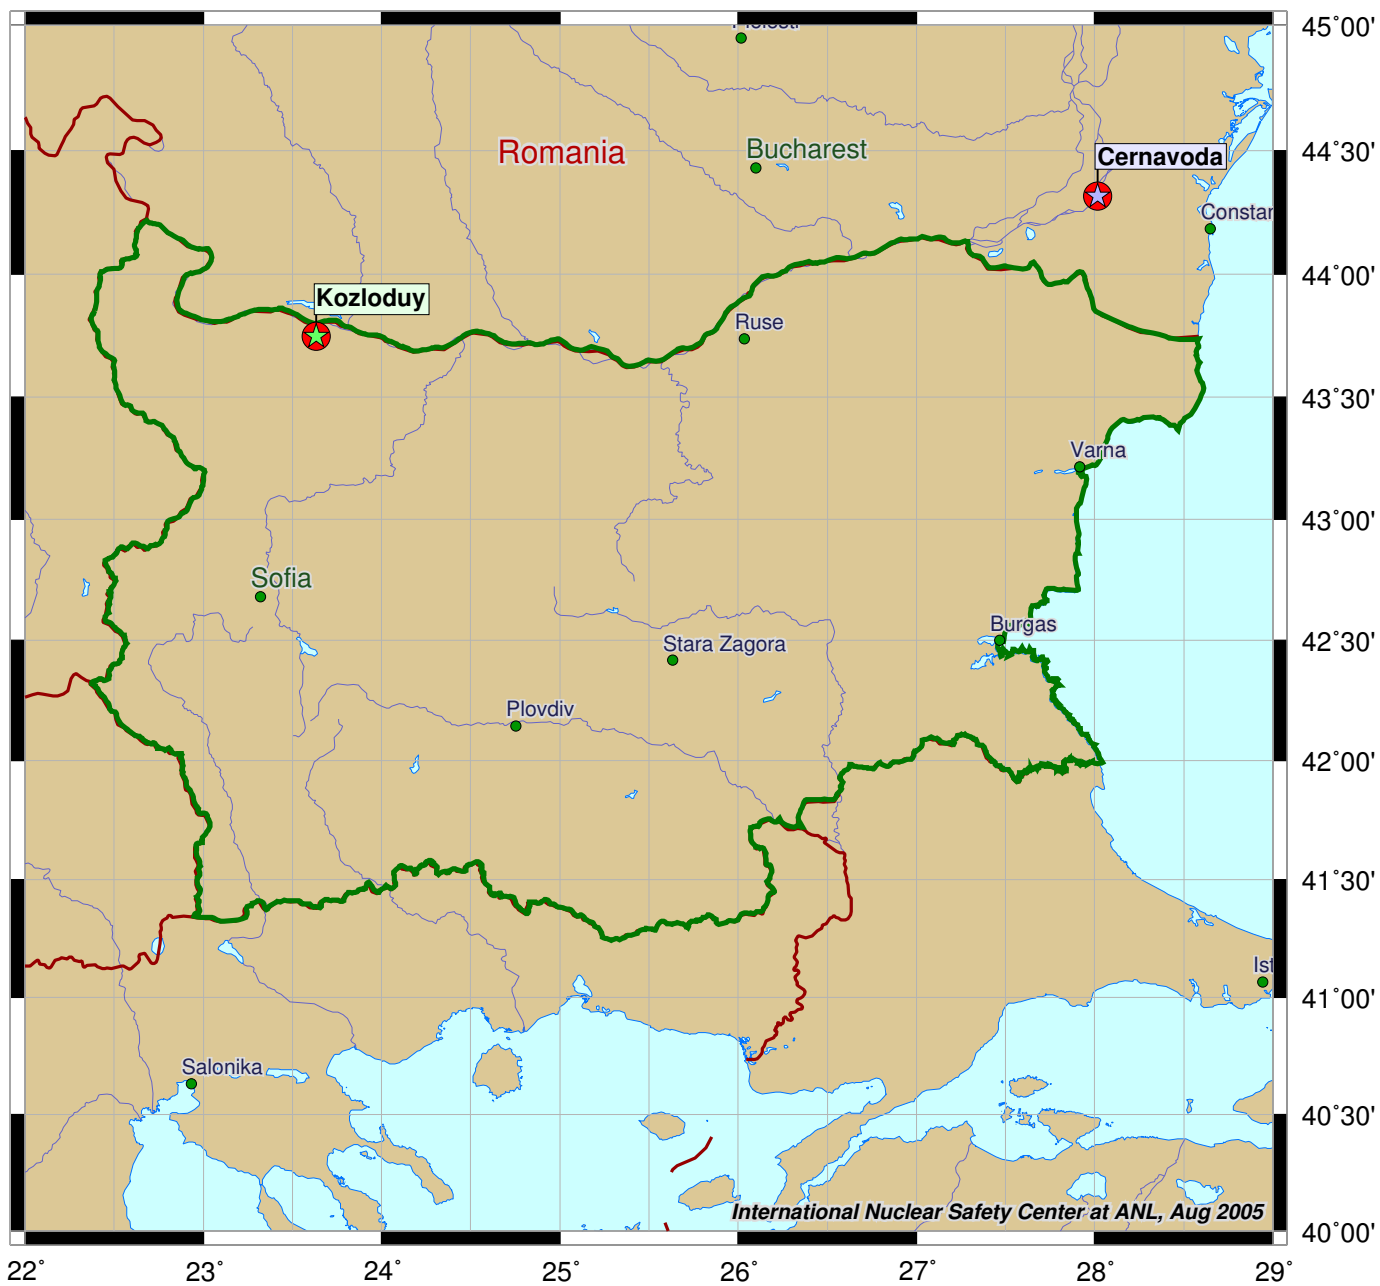 45°00'
Bucharest
Romania
44°30'
Cernavoda
Constan
44°00'
Kozloduy
Ruse
43°30'
Varna
43°00'
Sofia
Burgas
42°30'
Stara Zagora
Plovdiv
42°00'
41°30'
Ist
41°00'
Salonika
40°30'
International Nuclear Safety Center at ANL, Aug 2005
40°00'
22° 23° 24° 25° 26° 27° 28° 29°